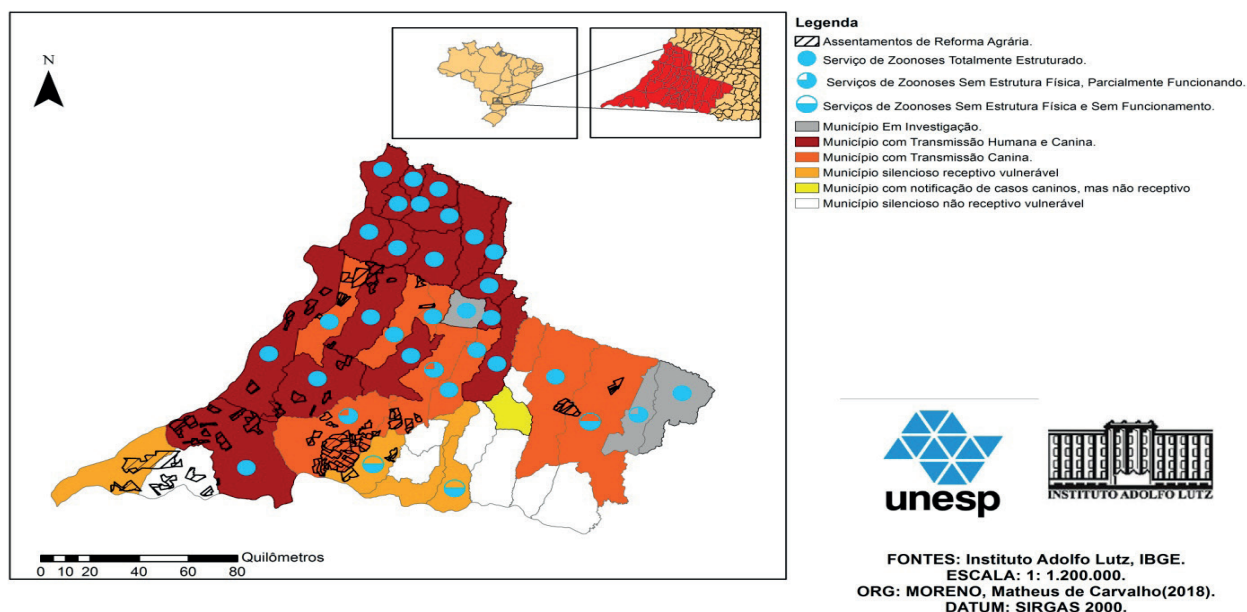 Legenda
Assentamentos de Reforma Agrária.
Serviço de Zoonoses Totalmente Estruturado.
Serviços de Zoonoses Sem Estrutura Física, Parcialmente Funcionando.
Serviços de Zoonoses Sem Estrutura Física e Sem Funcionamento.
Município Em Investigação.
Município com Transmissão Humana e Canina.
Município com Transmissão Canina.
Município silencioso receptivo vulnerável
Município com notificação de casos caninos, mas não receptivo
Município silencioso não receptivo vulnerável
N
Quilômetros
0 10 20 40 60 80
unesp
INSTITUTO ADOLFO LUTZ
FONTES: Instituto Adolfo Lutz, IBGE.
ESCALA: 1: 1.200.000.
ORG: MORENO, Matheus de Carvalho(2018).
DATUM: SIRGAS 2000.